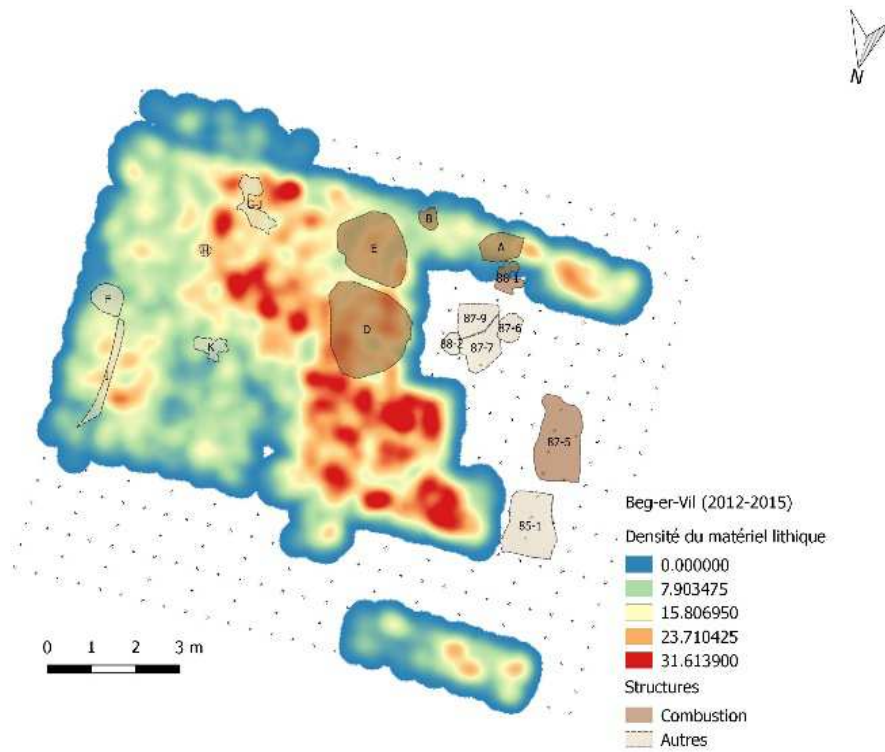 N
B
A
E
88-1
H
87-9
87-6
F
D
88-2
87-7
K
87-5
85-1
Beg-er-Vil (2012-2015)
Densité du matériel lithique
0.000000
7.903475
15.806950
23.710425
31.613900
0 1 2 3 m
Structures
Combustion
Autres